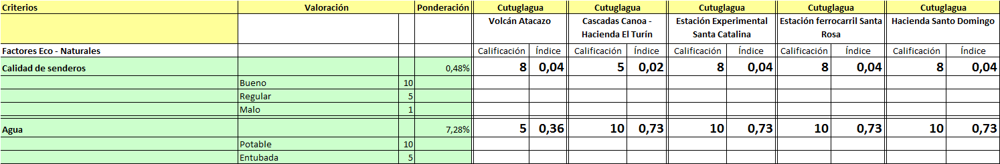 Criterios Valoración Ponderación Cutuglagua Cutuglagua Cutuglagua Cutuglagua Cutuglagua
Volcán Atacazo Cascadas Canoa - Estación Experimental Estación ferrocarril Santa Hacienda Santo Domingo
Hacienda El Turín Santa Catalina Rosa
Factores Eco - Naturales Calificación Índice Calificación Índice Calificación Índice Calificación Índice Calificación Índice
Calidad de senderos 0,48% 8 0,04 5 0,02 8 0,04 8 0,04 8 0,04
Bueno 10
Regular 5
Malo 1
Agua 7,28% 5 0,36 10 0,73 10 0,73 10 0,73 10 0,73
Potable 10
Entubada 5